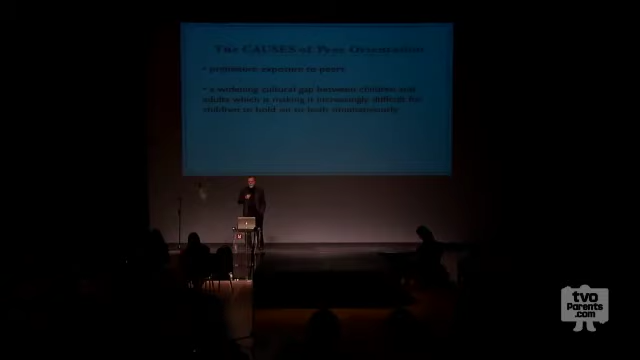 The CAUSES of Peer Orientation
• premature exposure to peers
• a widening cultural gap between children and
adults which is making it increasingly difficult for
children to hold on to both simultaneously
tvo
Parents
.com